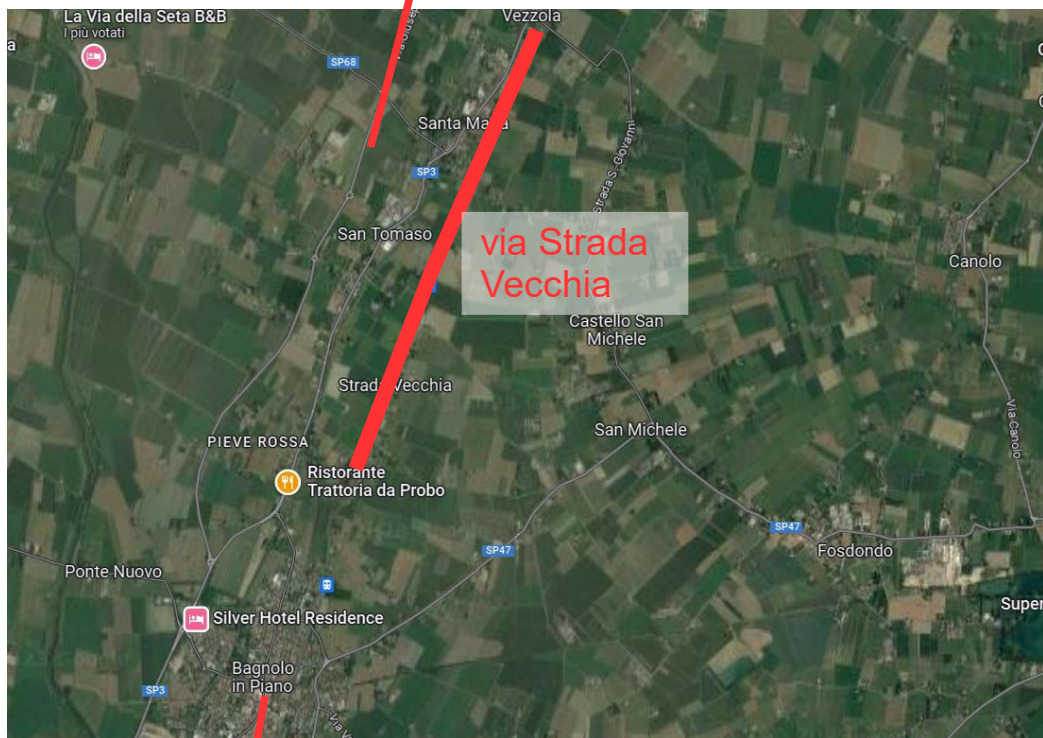 La Via della Seta B&B
I più votati
a
Vezzola
SP68
Santa Maria
SP3
Strada S. Giovanni
San Tomaso
via Strada
Vecchia
Canolo
Castello San
Michele
Strada Vecchia
San Michele
Via Canolo
PIEVE ROSSA
Ristorante
Trattoria da Probo
SP47
SP47
Fosdondo
Ponte Nuovo
Super
Silver Hotel Residence
Bagnolo
in Piano
SP3